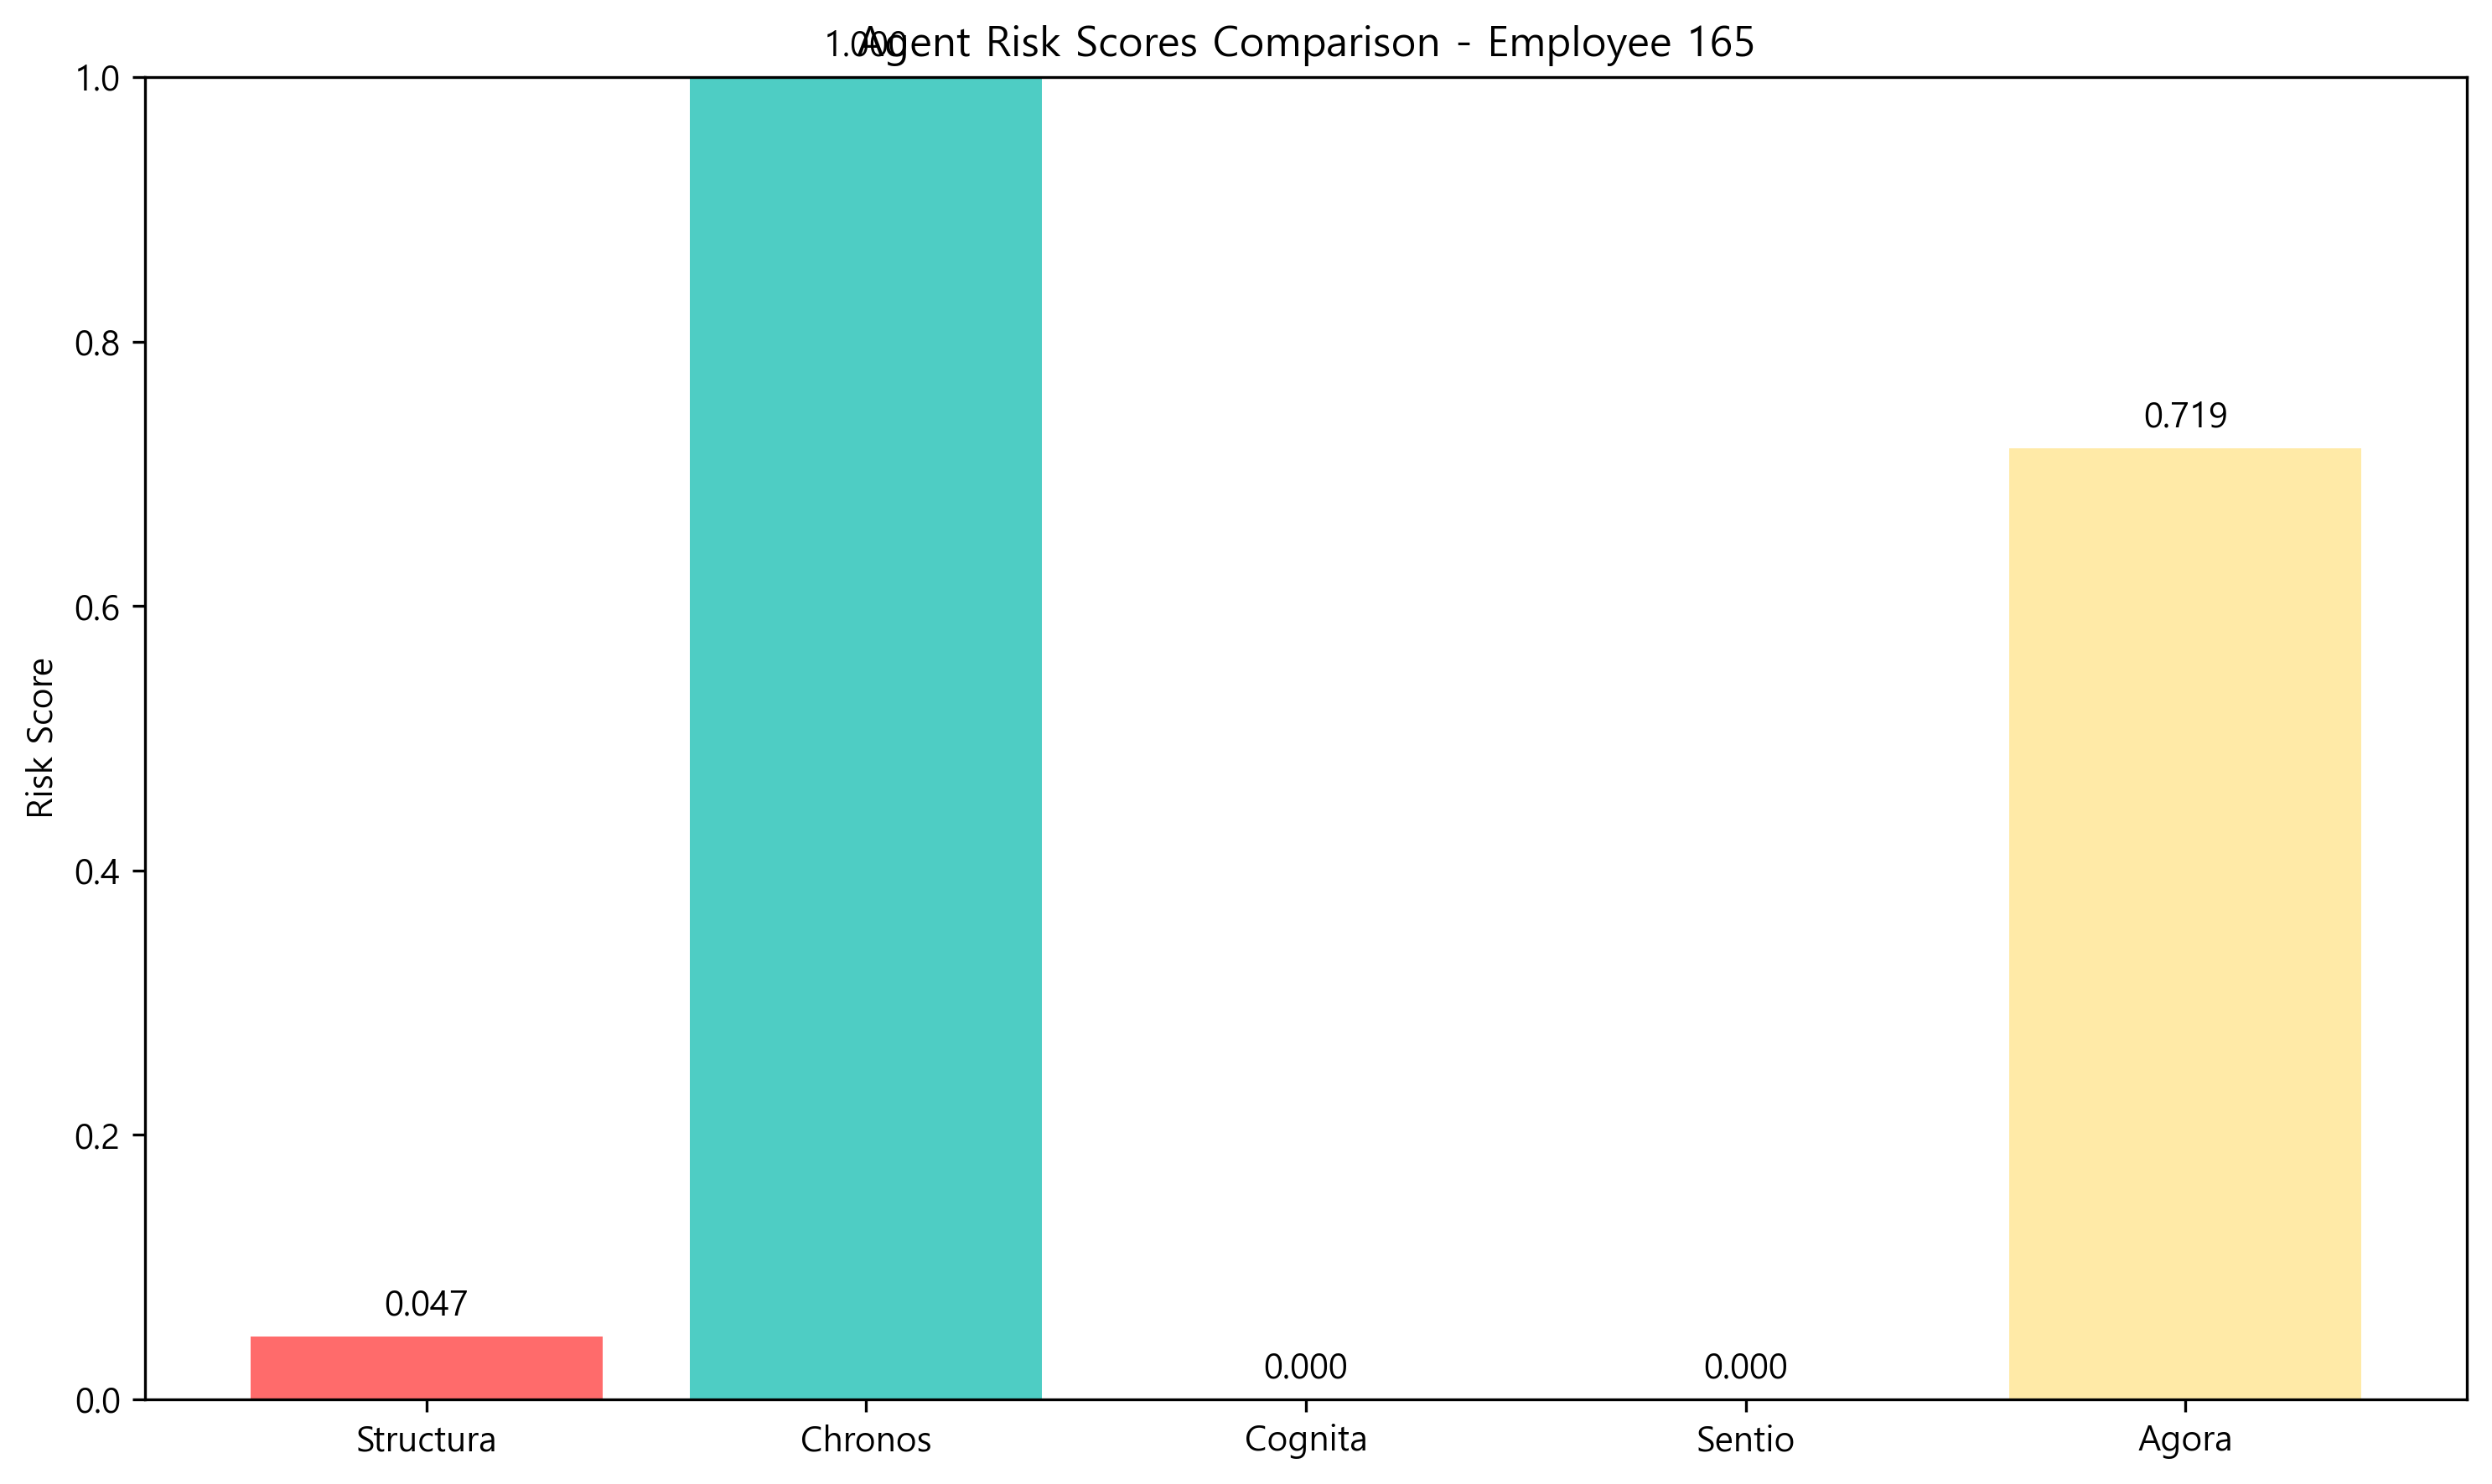 Agent Risk Scores Comparison - Employee 165
1.000
1.0
0.8
0.6
0.4
0.2
0.0
Risk Score
0.047
0.000
0.000
0.719
Structura
Chronos
Cognita
Sentio
Agora